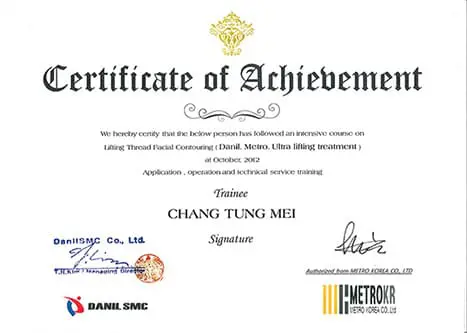 Certificate of Achievement
We hereby certify that the below person has followed an intensive course on
Lifting Thread Facial Contouring ( Danil, Metro, Ultra lifting treatment )
at October, 2012
Application , operation and technical service training
Trainee
CHANG TUNG MEI
Signature
DanilSMC Co., Ltd.
T.H.Kim / Managing Director
Authorized from METRO KOREA CO., LTD
DANIL SMC
METROKR
METRO KOREA CO.,Ltd